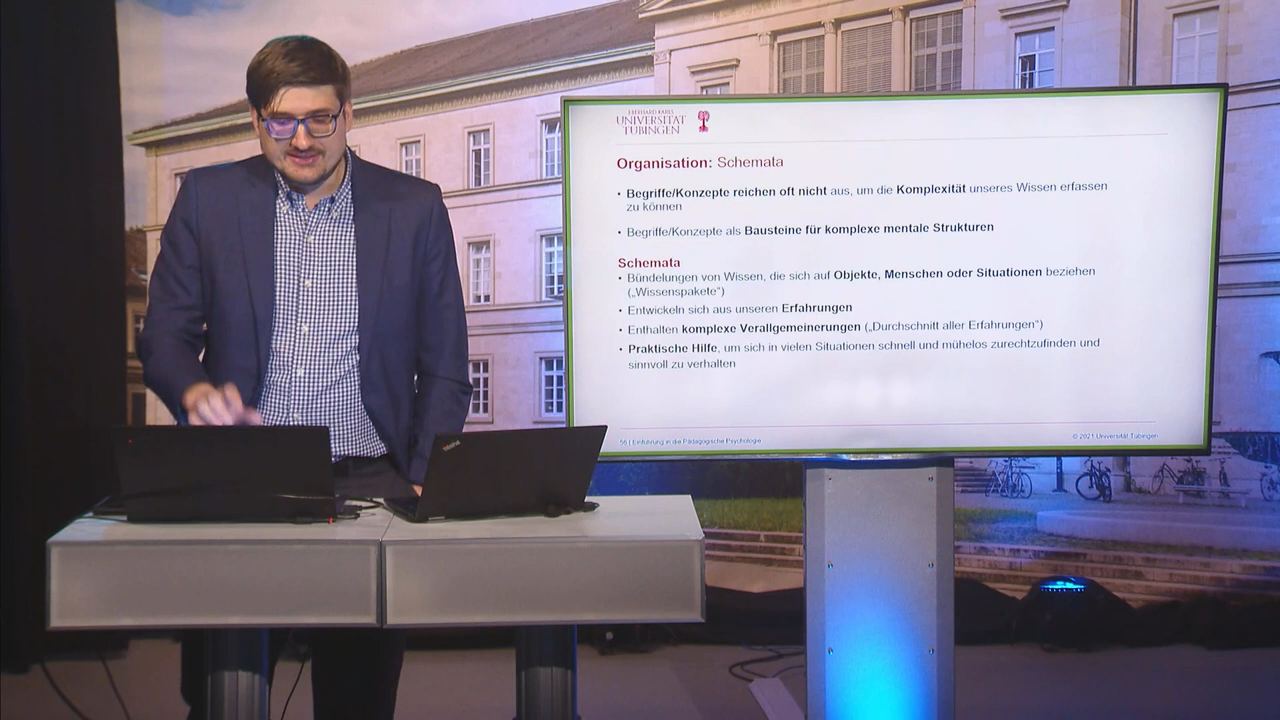 EBERHARD KARLS
UNIVERSITÄT
TÜBINGEN
Organisation: Schemata
• Begriffe/Konzepte reichen oft nicht aus, um die Komplexität unseres Wissen erfassen
zu können
• Begriffe/Konzepte als Bausteine für komplexe mentale Strukturen
Schemata
• Bündelungen von Wissen, die sich auf Objekte, Menschen oder Situationen beziehen
(„Wissenspakete“)
• Entwickeln sich aus unseren Erfahrungen
• Enthalten komplexe Verallgemeinerungen („Durchschnitt aller Erfahrungen“)
• Praktische Hilfe, um sich in vielen Situationen schnell und mühelos zurechtzufinden und
sinnvoll zu verhalten
56 | Einführung in die Pädagogische Psychologie
© 2021 Universität Tübingen
ThinkPad